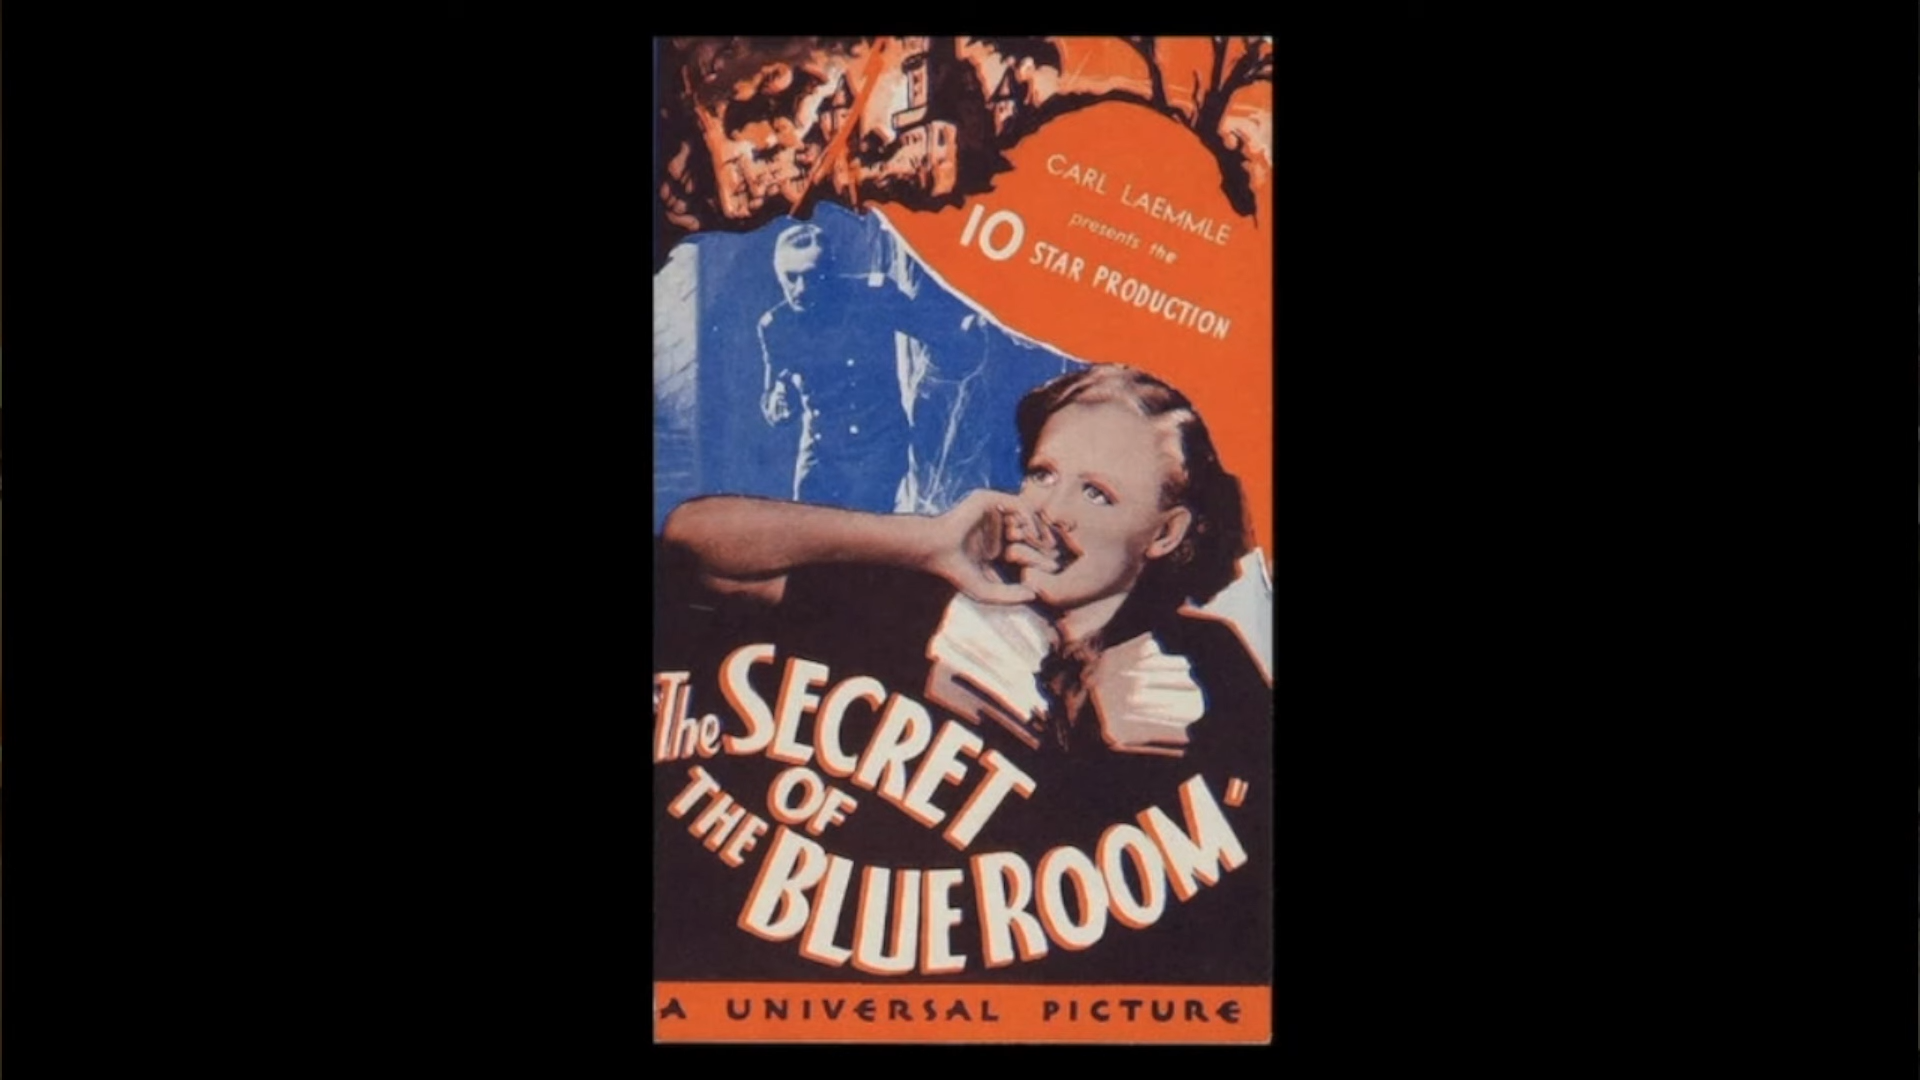 CARL LAEMMLE
presents the
10 STAR PRODUCTION
"The SECRET
OF
THE BLUE ROOM"
A UNIVERSAL PICTURE